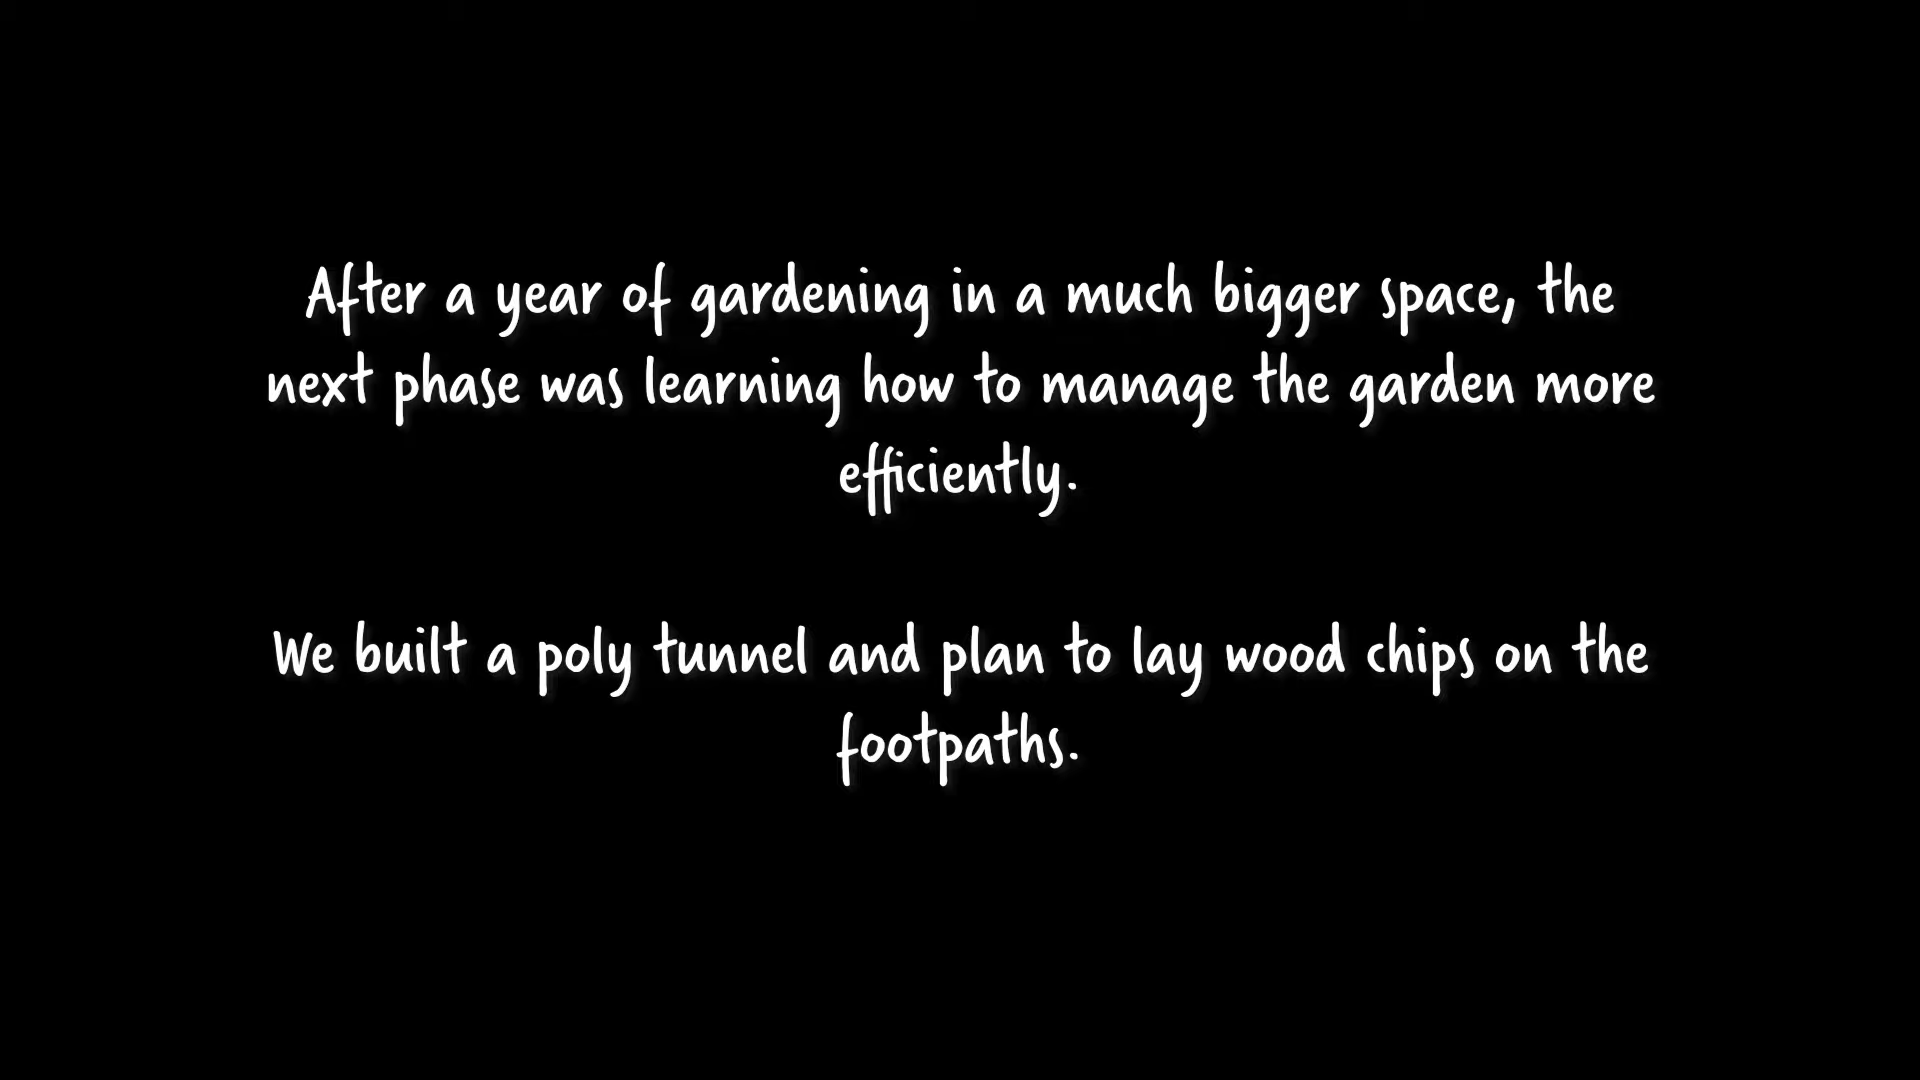 After a year of gardening in a much bigger space, the
next phase was learning how to manage the garden more
efficiently.
We built a poly tunnel and plan to lay wood chips on the
footpaths.